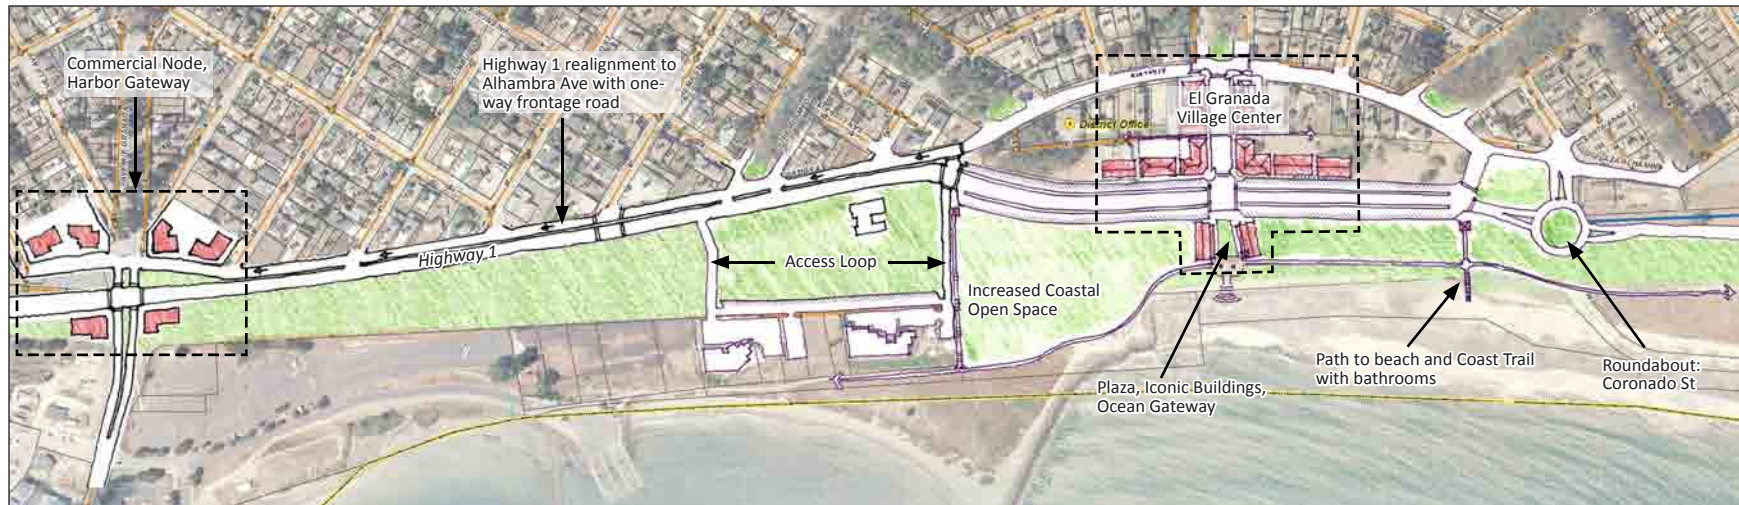 Commercial Node,
Harbor Gateway
Highway 1 realignment to
Alhambra Ave with one-
way frontage road
El Granada
Village Center
District Office
Highway 1
Access Loop
Increased Coastal
Open Space
Plaza, Iconic Buildings,
Ocean Gateway
Path to beach and Coast Trail
with bathrooms
Roundabout:
Coronado St